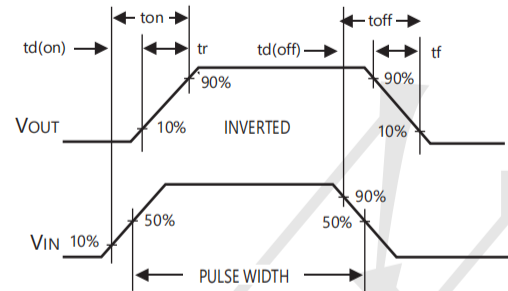 ton
toff
td(on)
tr
td(off)
tf
90%
90%
VOUT
10%
INVERTED
10%
90%
50%
50%
VIN
10%
PULSE WIDTH